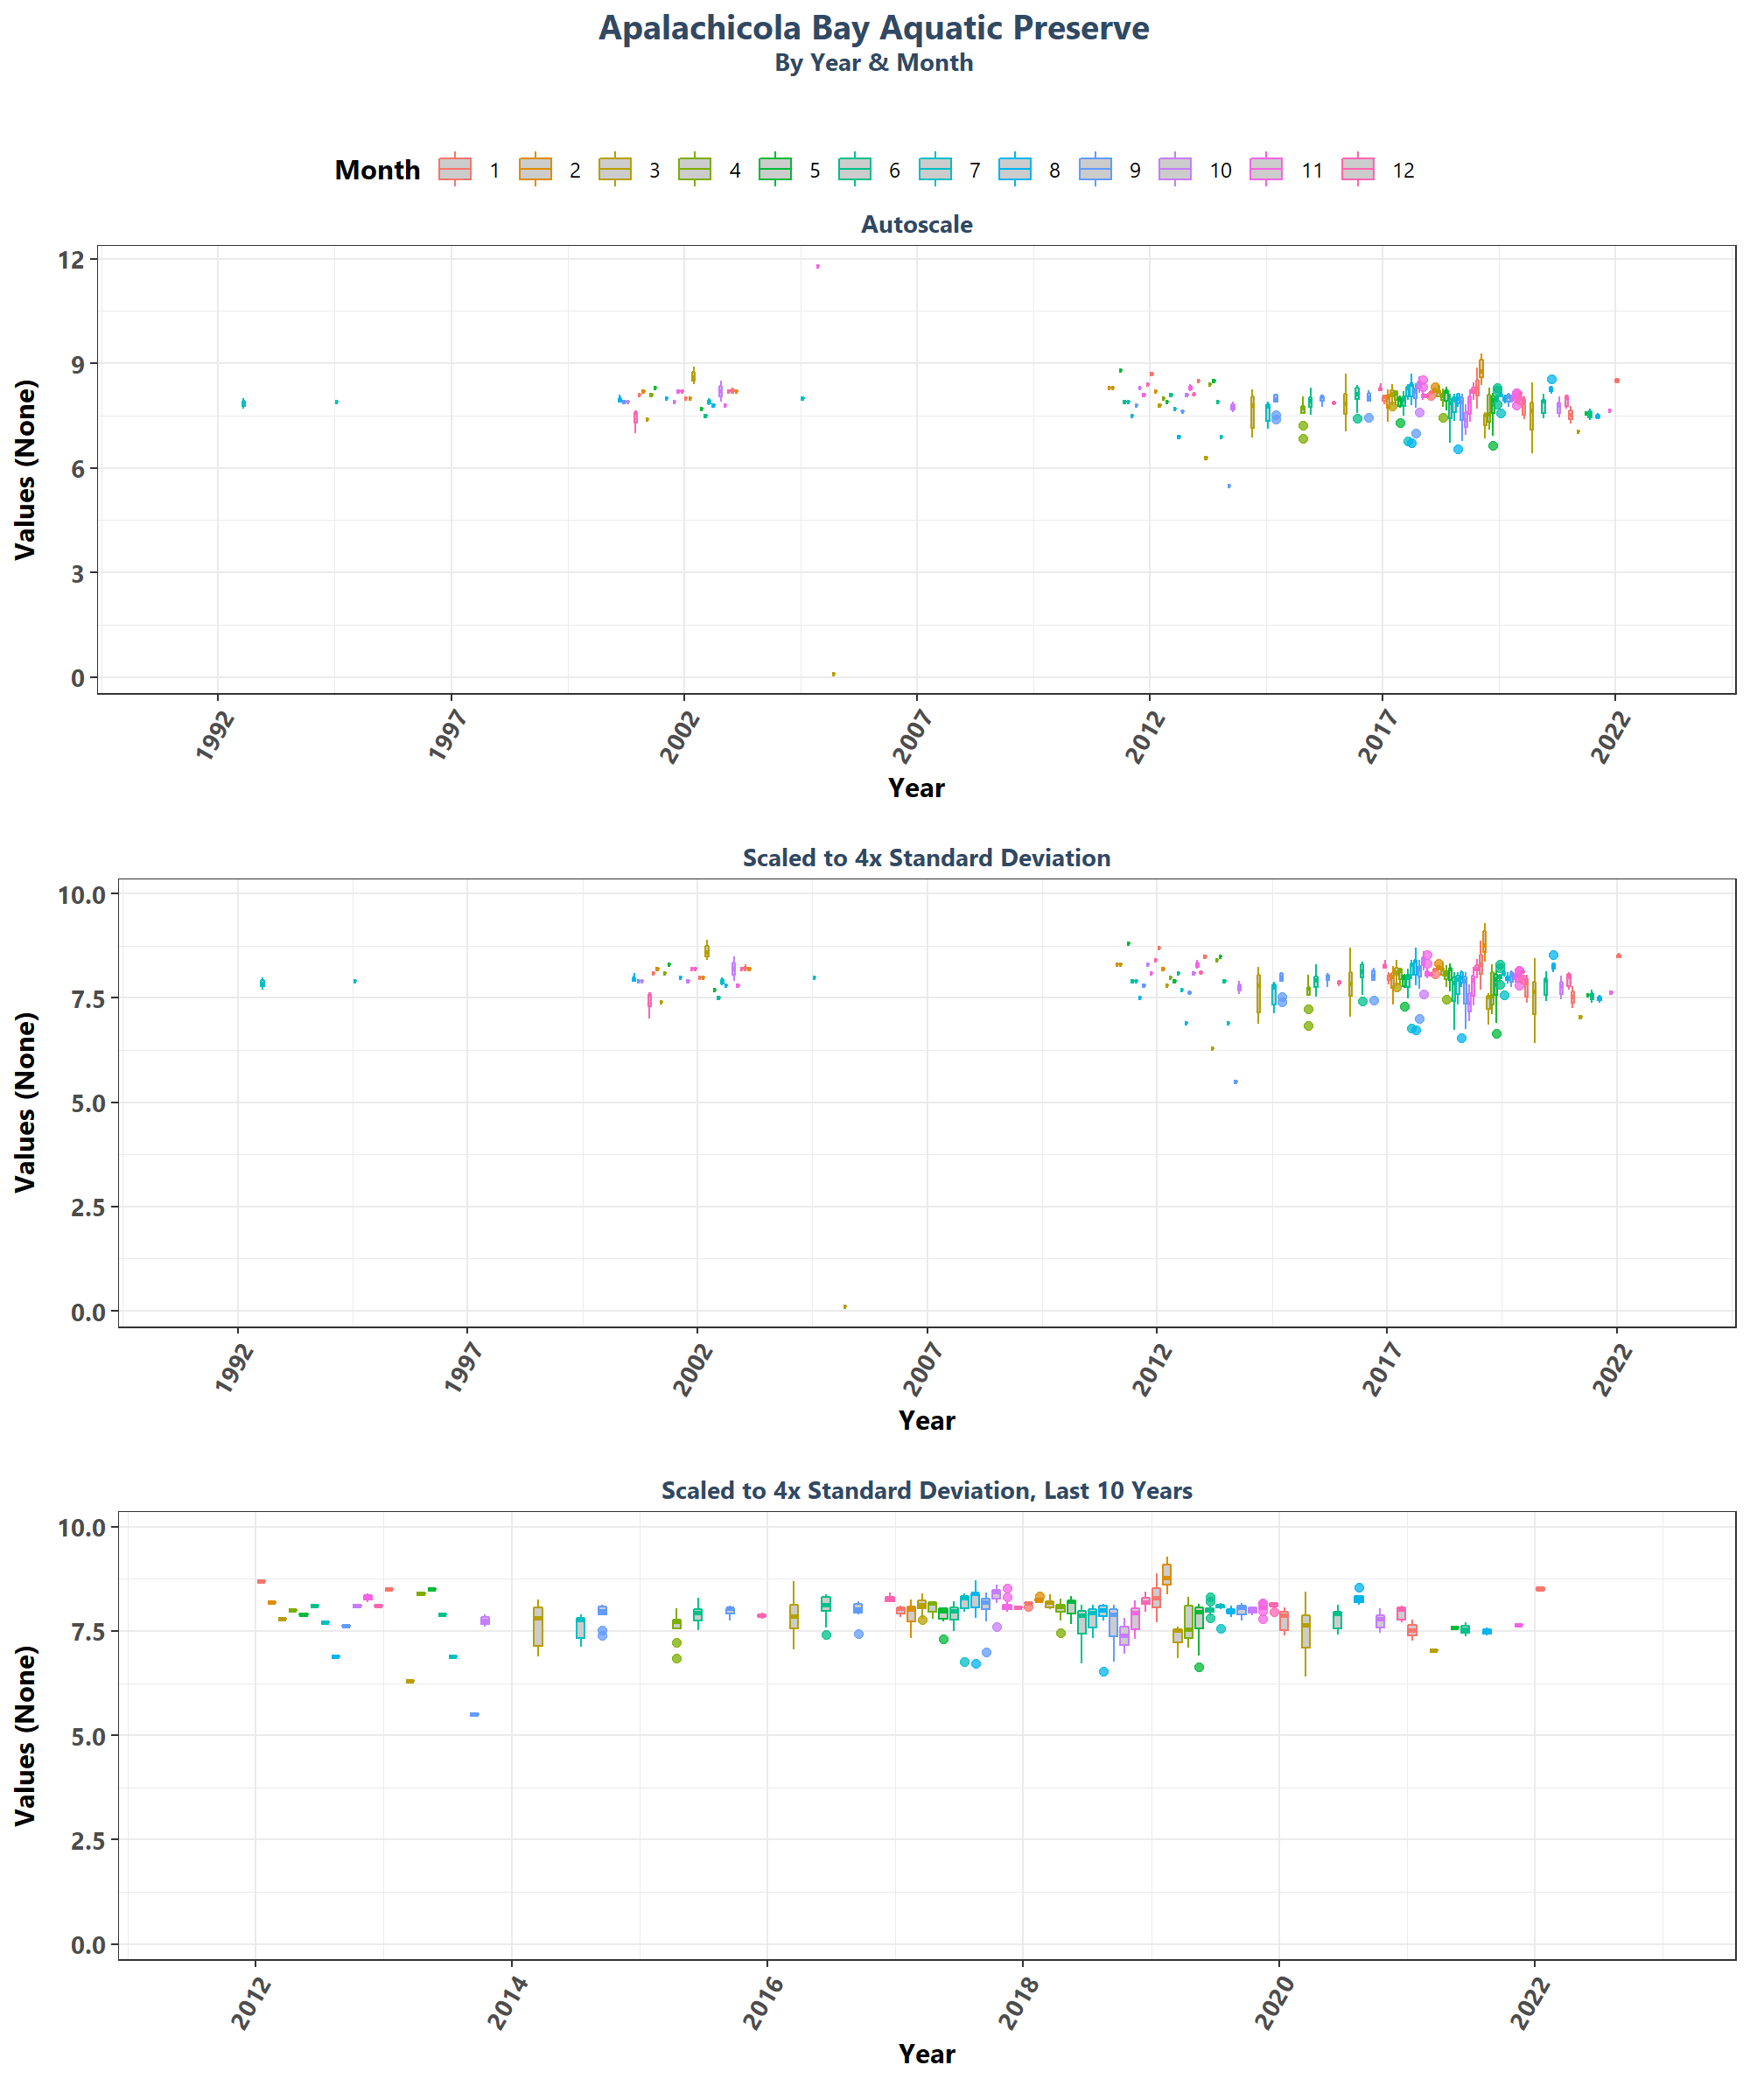 Apalachicola Bay Aquatic Preserve
By Year & Month
Month 1 2 3 4 5 6 7 8 9 10 11 12
Autoscale
Values (None)
12
9
6
3
0
1992 1997 2002 2007 2012 2017 2022
Year
Scaled to 4x Standard Deviation
Values (None)
10.0
7.5
5.0
2.5
0.0
1992 1997 2002 2007 2012 2017 2022
Year
Scaled to 4x Standard Deviation, Last 10 Years
Values (None)
10.0
7.5
5.0
2.5
0.0
2012 2014 2016 2018 2020 2022
Year